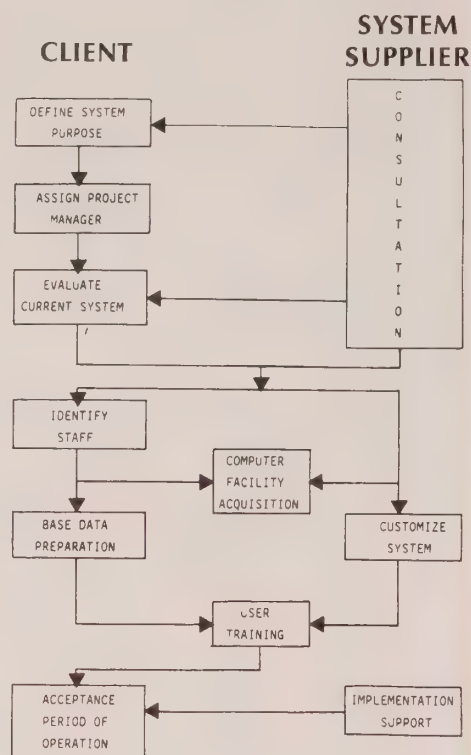 CLIENT
SYSTEM
SUPPLIER
DEFINE SYSTEM
PURPOSE
C
O
N
S
U
L
T
A
T
I
O
N
ASSIGN PROJECT
MANAGER
EVALUATE
CURRENT SYSTEM
IDENTIFY
STAFF
COMPUTER
FACILITY
ACQUISITION
BASE DATA
PREPARATION
CUSTOMIZE
SYSTEM
USER
TRAINING
ACCEPTANCE
PERIOD OF
OPERATION
IMPLEMENTATION
SUPPORT